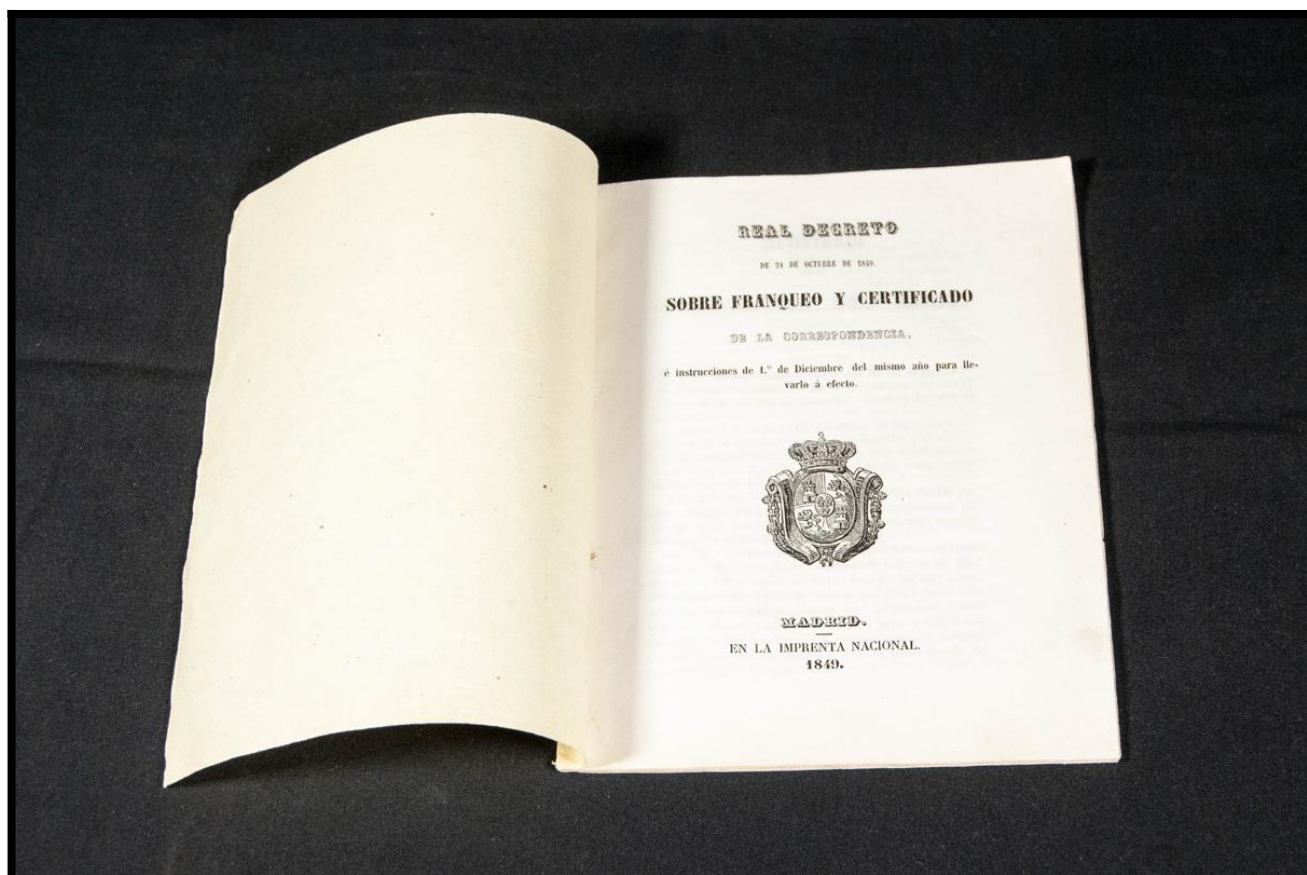 REAL DECRETO
DE 24 DE OCTUBRE DE 1849.
SOBRE FRANQUEO Y CERTIFICADO
DE LA CORRESPONDENCIA,
é instrucciones de 1.º de Diciembre del mismo año para lle-
varlo á efecto.
MADRID.
EN LA IMPRENTA NACIONAL.
1849.